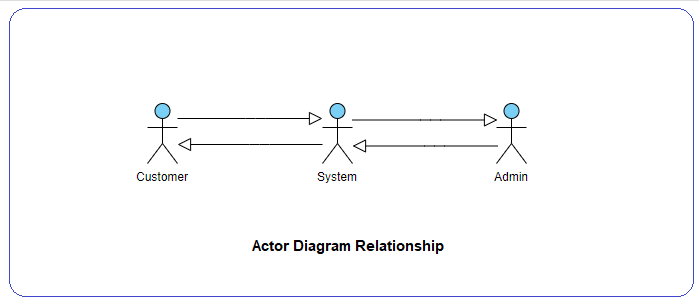 Customer
System
Admin
Actor Diagram Relationship